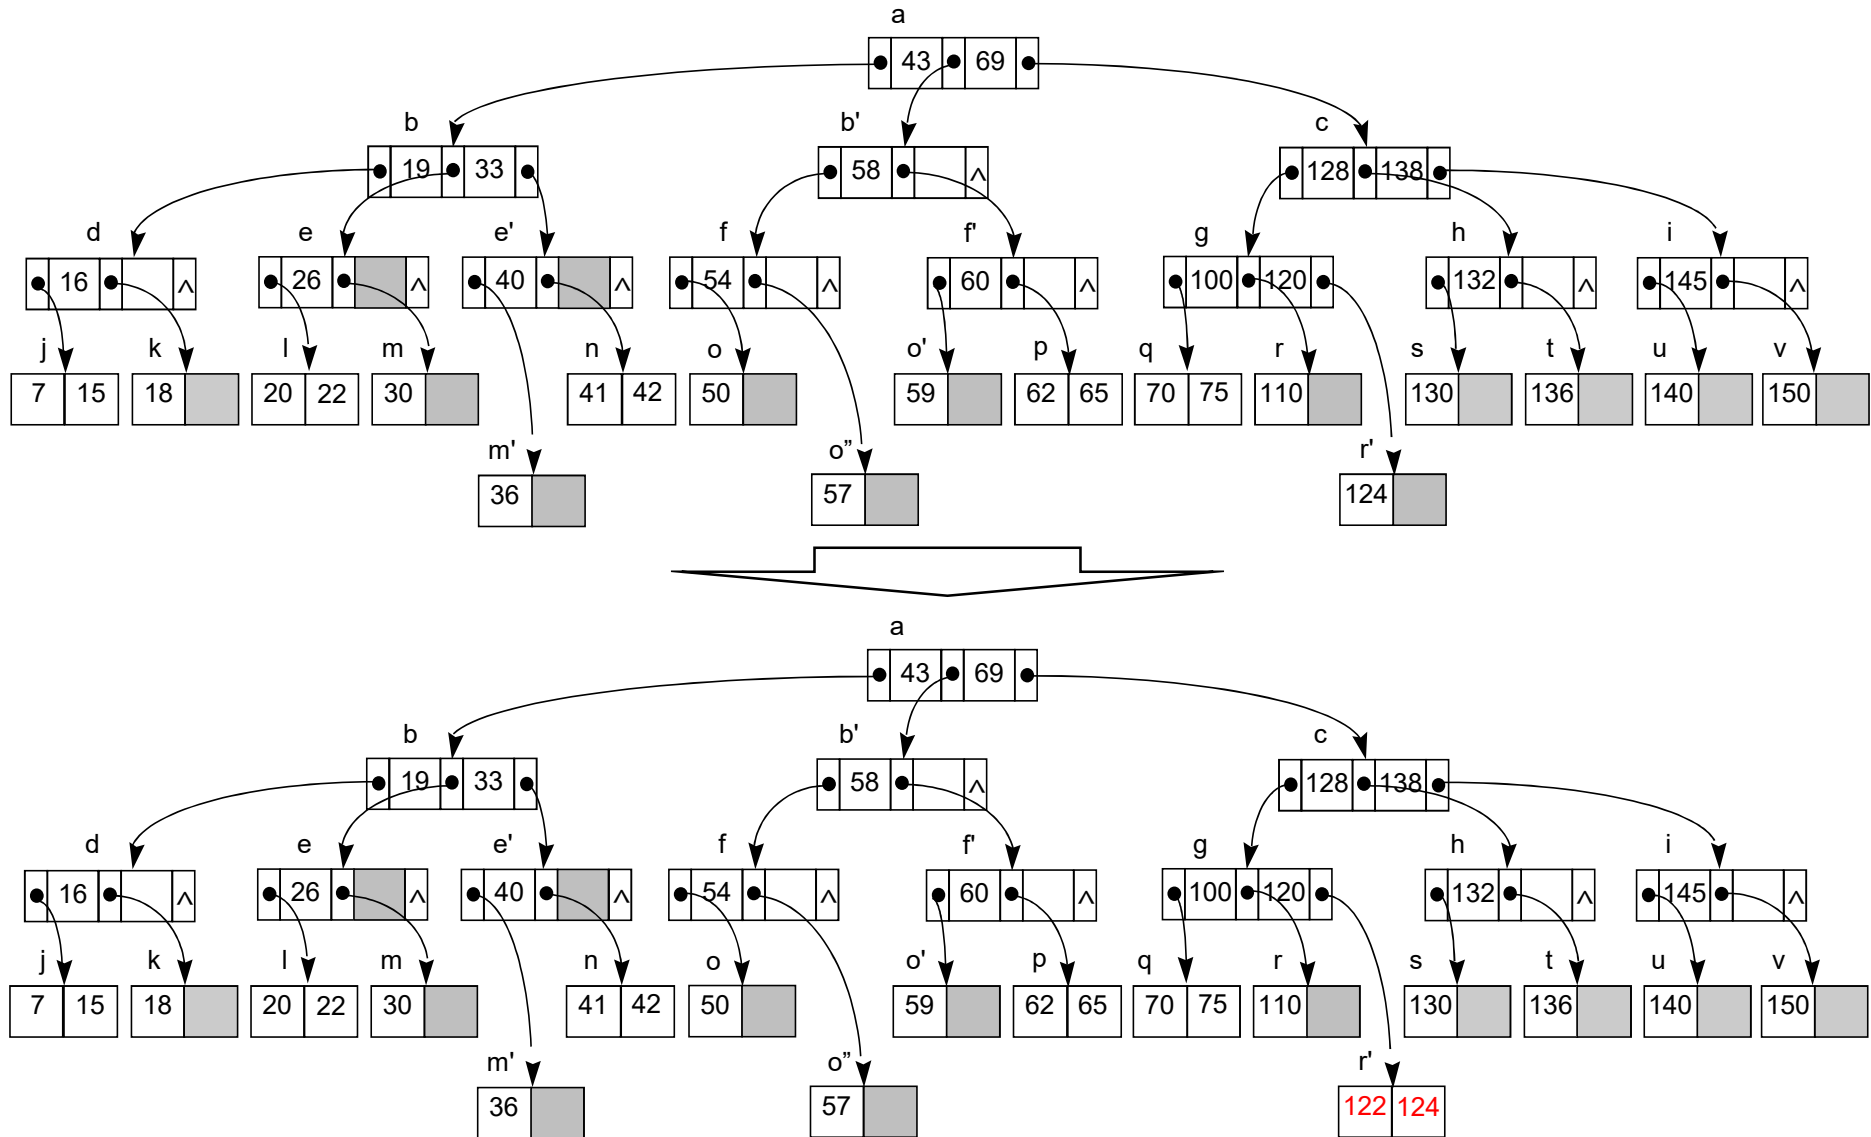 a
43 69
b b' c
19 33 58 ^ 128 138
d e e' f f' g h i
16 ^ 26 ^ 40 ^ 54 ^ 60 ^ 100 120 132 ^ 145 ^
j k l m n o o' p q r s t u v
7 15 18 20 22 30 41 42 50 59 62 65 70 75 110 130 136 140 150
m' o” r'
36 57 124
a
43 69
b b' c
19 33 58 ^ 128 138
d e e' f f' g h i
16 ^ 26 ^ 40 ^ 54 ^ 60 ^ 100 120 132 ^ 145 ^
j k l m n o o' p q r s t u v
7 15 18 20 22 30 41 42 50 59 62 65 70 75 110 130 136 140 150
m' o” r'
36 57 122 124